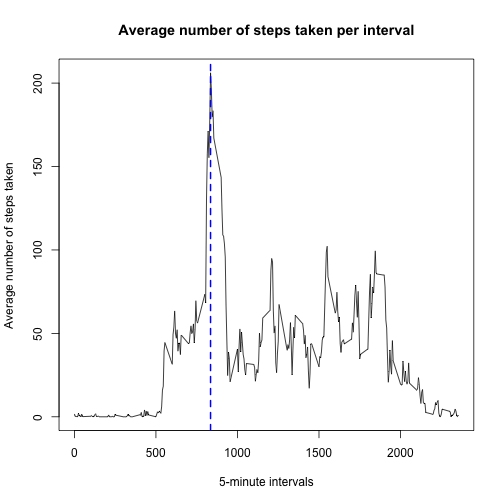 Average number of steps taken per interval
Average number of steps taken
200
150
100
50
0
0 500 1000 1500 2000
5-minute intervals